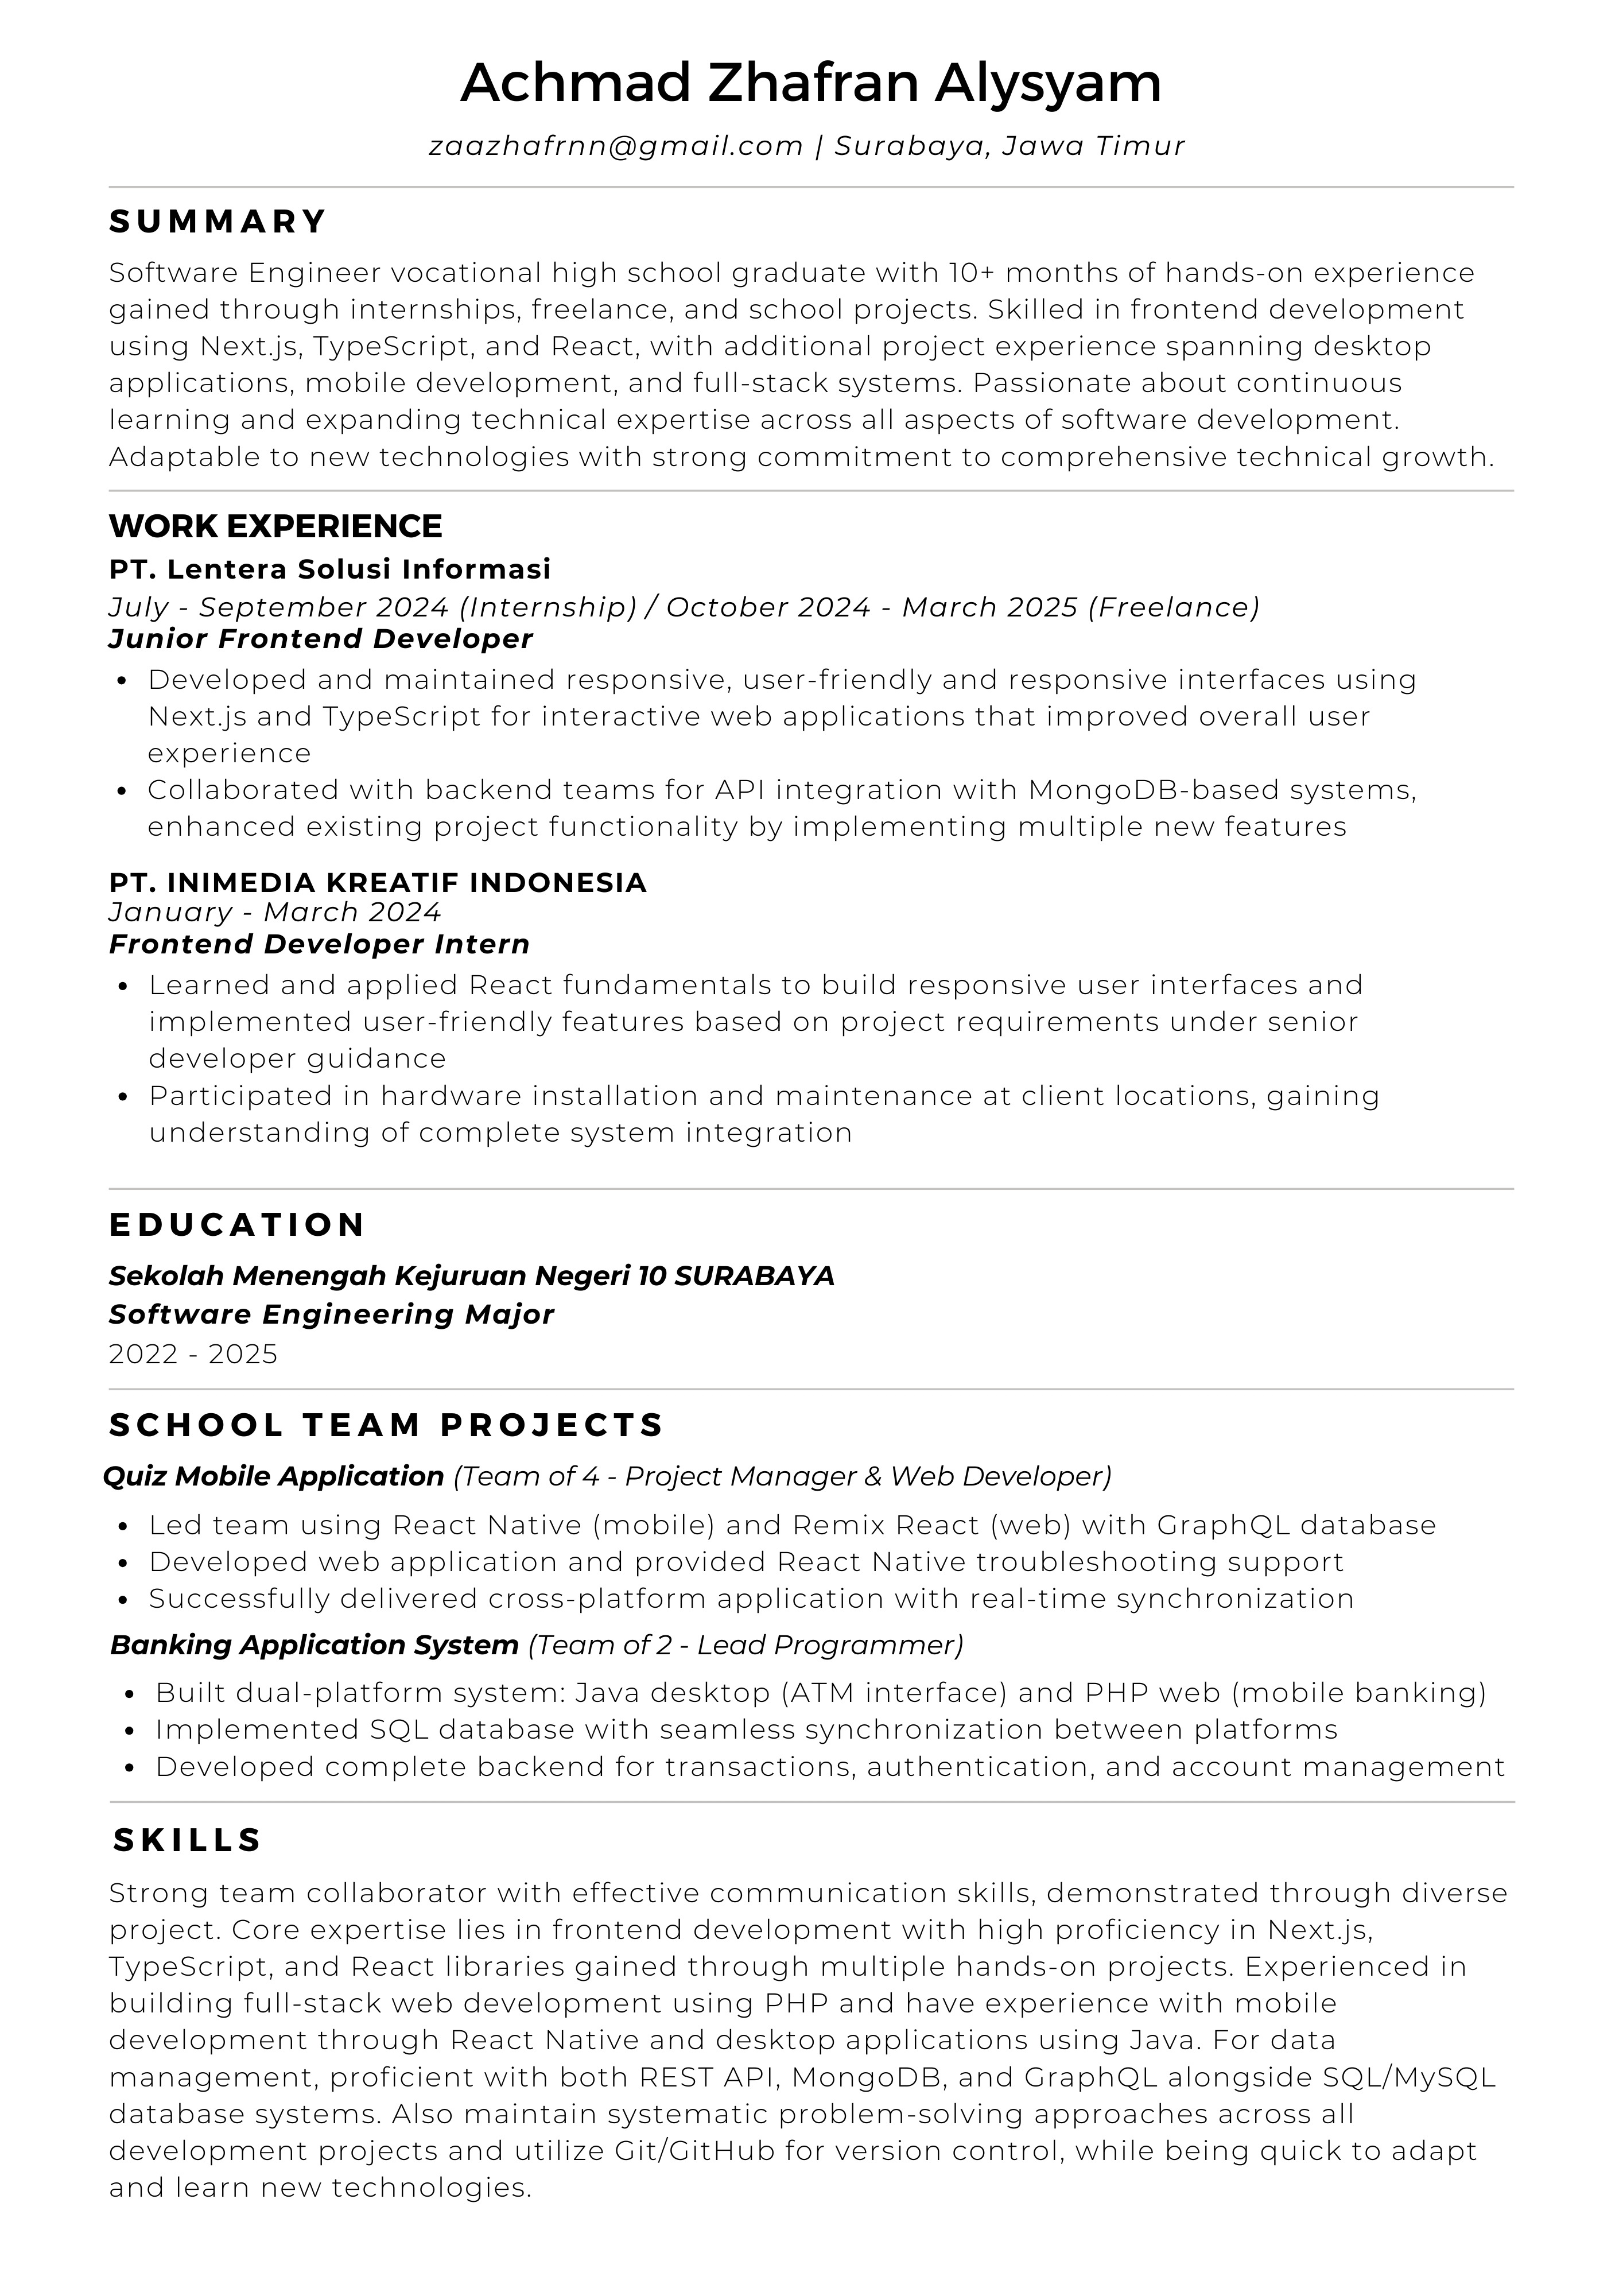 Achmad Zhafran Alysyam
zaazhafrnn@gmail.com | Surabaya, Jawa Timur
SUMMARY
Software Engineer vocational high school graduate with 10+ months of hands-on experience
gained through internships, freelance, and school projects. Skilled in frontend development
using Next.js, TypeScript, and React, with additional project experience spanning desktop
applications, mobile development, and full-stack systems. Passionate about continuous
learning and expanding technical expertise across all aspects of software development.
Adaptable to new technologies with strong commitment to comprehensive technical growth.
WORK EXPERIENCE
PT. Lentera Solusi Informasi
July - September 2024 (Internship) / October 2024 - March 2025 (Freelance)
Junior Frontend Developer
• Developed and maintained responsive, user-friendly and responsive interfaces using
Next.js and TypeScript for interactive web applications that improved overall user
experience
• Collaborated with backend teams for API integration with MongoDB-based systems,
enhanced existing project functionality by implementing multiple new features
PT. INIMEDIA KREATIF INDONESIA
January - March 2024
Frontend Developer Intern
• Learned and applied React fundamentals to build responsive user interfaces and
implemented user-friendly features based on project requirements under senior
developer guidance
• Participated in hardware installation and maintenance at client locations, gaining
understanding of complete system integration
EDUCATION
Sekolah Menengah Kejuruan Negeri 10 SURABAYA
Software Engineering Major
2022 - 2025
SCHOOL TEAM PROJECTS
Quiz Mobile Application (Team of 4 - Project Manager & Web Developer)
• Led team using React Native (mobile) and Remix React (web) with GraphQL database
• Developed web application and provided React Native troubleshooting support
• Successfully delivered cross-platform application with real-time synchronization
Banking Application System (Team of 2 - Lead Programmer)
• Built dual-platform system: Java desktop (ATM interface) and PHP web (mobile banking)
• Implemented SQL database with seamless synchronization between platforms
• Developed complete backend for transactions, authentication, and account management
SKILLS
Strong team collaborator with effective communication skills, demonstrated through diverse
project. Core expertise lies in frontend development with high proficiency in Next.js,
TypeScript, and React libraries gained through multiple hands-on projects. Experienced in
building full-stack web development using PHP and have experience with mobile
development through React Native and desktop applications using Java. For data
management, proficient with both REST API, MongoDB, and GraphQL alongside SQL/MySQL
database systems. Also maintain systematic problem-solving approaches across all
development projects and utilize Git/GitHub for version control, while being quick to adapt
and learn new technologies.